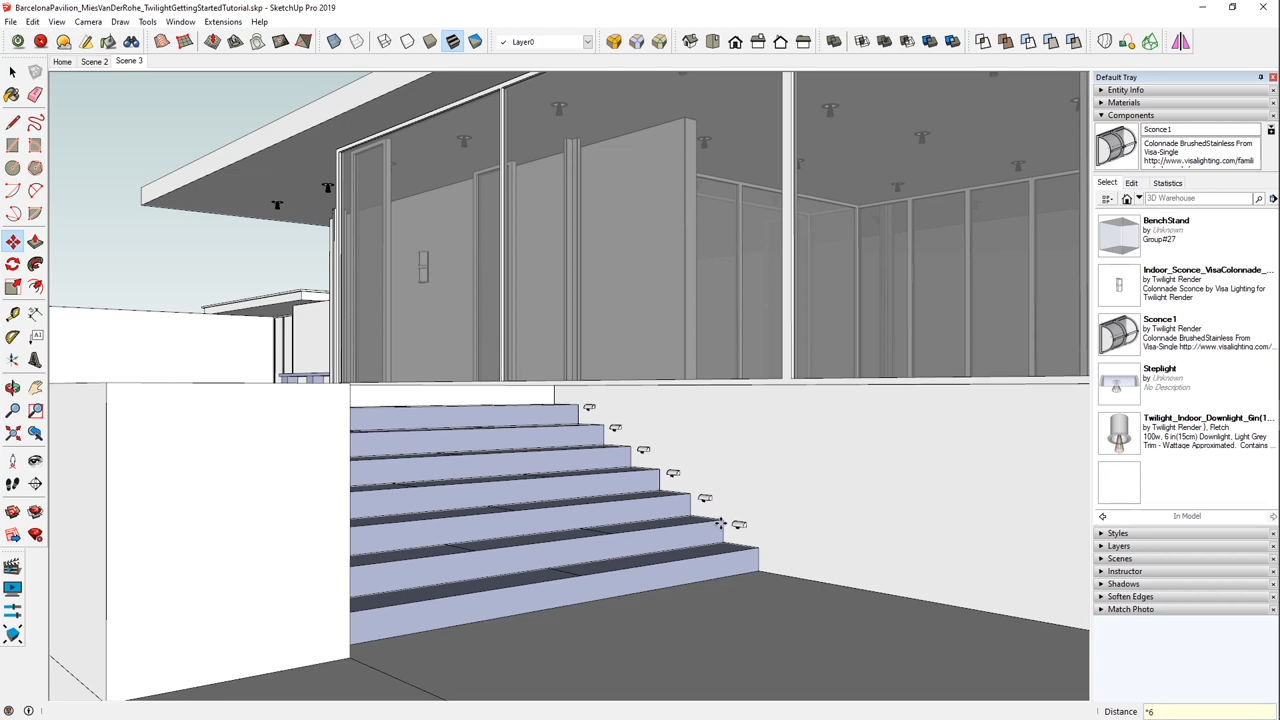 BarcelonaPavilion_MiesVanDerRohe_TwilightGettingStartedTutorial.skp - SketchUp Pro 2019
File Edit View Camera Draw Tools Window Extensions Help
Layer0
Home Scene 2 Scene 3
Default Tray
Entity Info
Materials
Components
Sconce1
Colonnade BrushedStainless From
Visa-Single
http://www.visalighting.com/famili
Select Edit Statistics
3D Warehouse
BenchStand
by Unknown
Group#27
Indoor_Sconce_VisaColonnade_...
by Twilight Render
Colonnade Sconce by Visa Lighting for
Twilight Render
Sconce1
by Twilight Render
Colonnade BrushedStainless From
Visa-Single http://www.visalighting.com/...
Steplight
by Unknown
No Description
Twilight_Indoor_Downlight_6in(1...
by Twilight Render }, Fletch
100w, 6 in(15cm) Downlight, Light Grey
Trim - Wattage Approximated. Contains ...
In Model
Styles
Layers
Scenes
Instructor
Shadows
Soften Edges
Match Photo
Distance *6